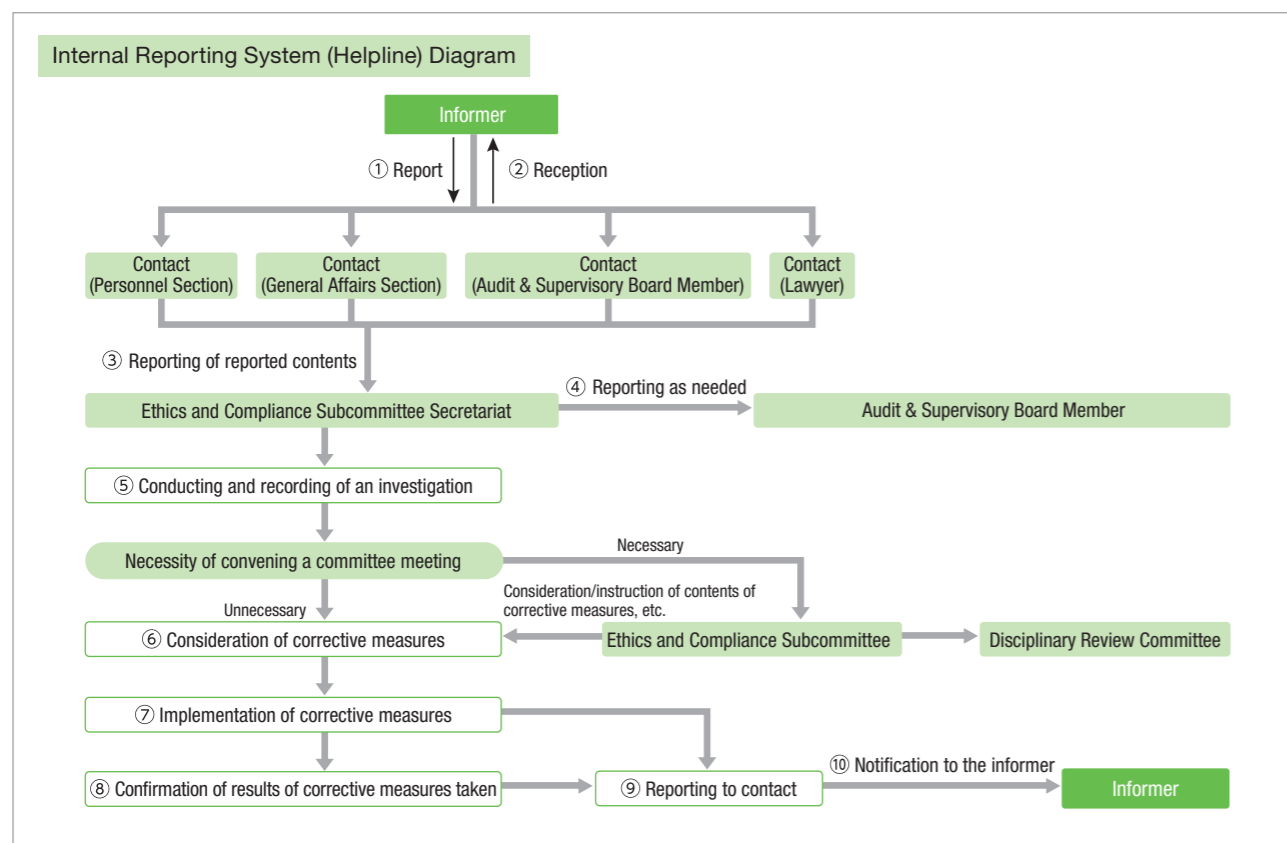 Internal Reporting System (Helpline) Diagram
Informer
① Report
② Reception
Contact
(Personnel Section)
Contact
(General Affairs Section)
Contact
(Audit & Supervisory Board Member)
Contact
(Lawyer)
③ Reporting of reported contents
④ Reporting as needed
Ethics and Compliance Subcommittee Secretariat
Audit & Supervisory Board Member
⑤ Conducting and recording of an investigation
Necessity of convening a committee meeting
Necessary
Unnecessary
Consideration/instruction of contents of
corrective measures, etc.
⑥ Consideration of corrective measures
Ethics and Compliance Subcommittee
Disciplinary Review Committee
⑦ Implementation of corrective measures
⑧ Confirmation of results of corrective measures taken
⑨ Reporting to contact
⑩ Notification to the informer
Informer